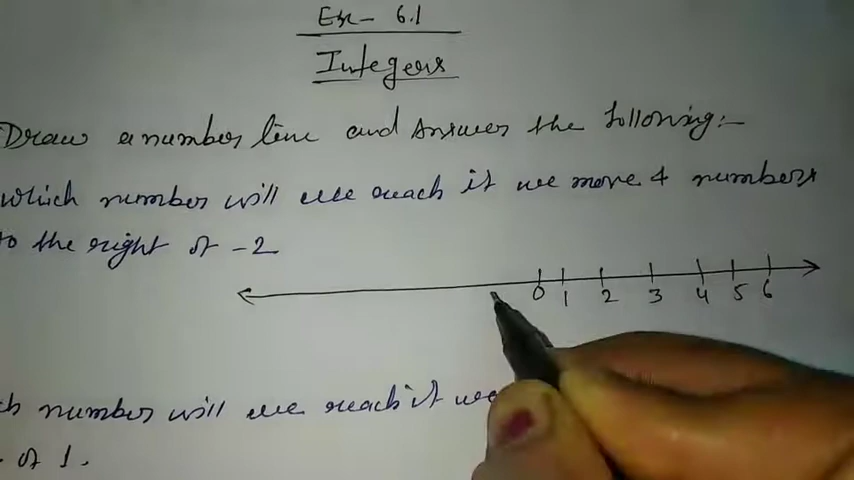 Ex- 6.1
Integers
Draw a number line and Answer the following:-
which number will we reach if we move 4 numbers
to the right of -2
0 1 2 3 4 5 6
number will we reach if we
of 1.